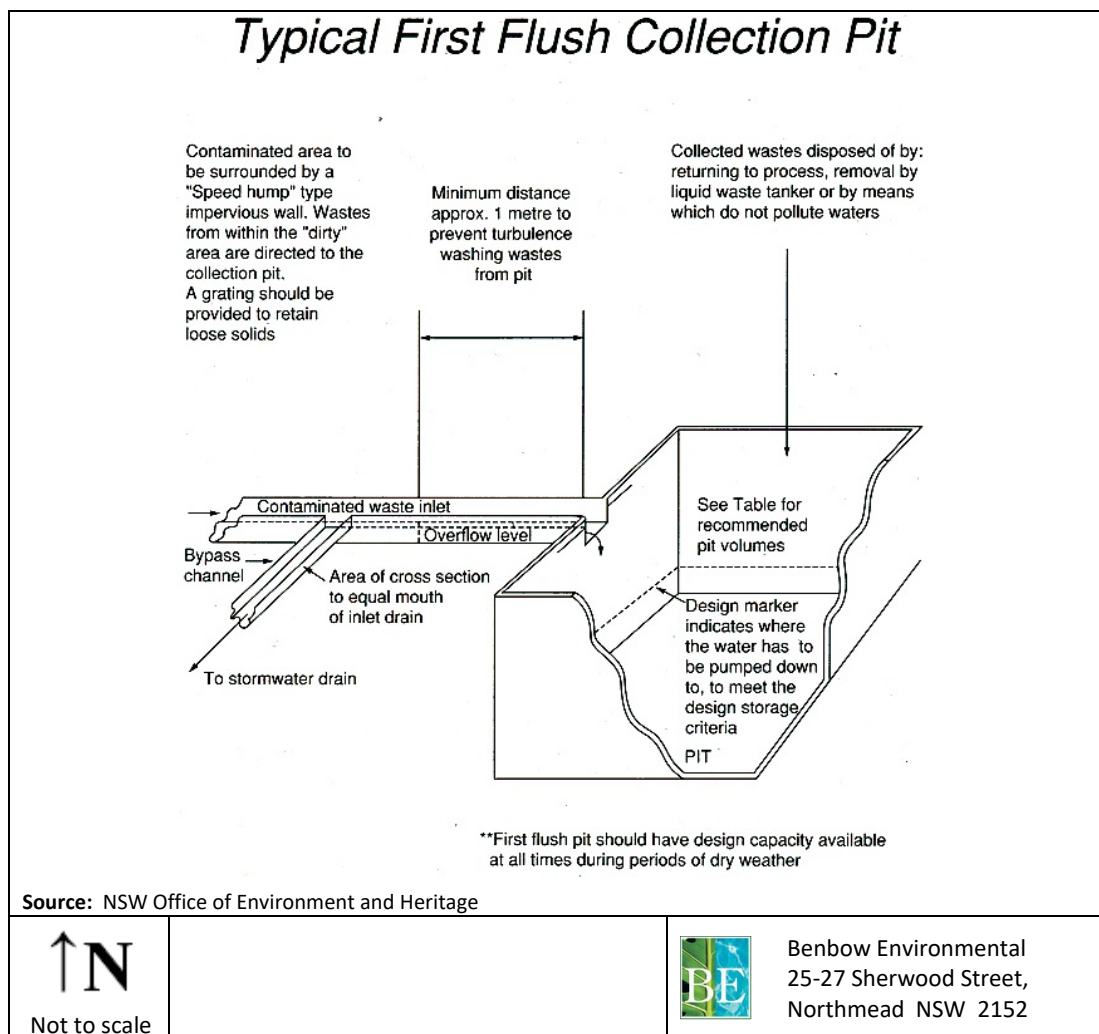 Typical First Flush Collection Pit
Contaminated area to
be surrounded by a
"Speed hump" type
impervious wall. Wastes
from within the "dirty"
area are directed to the
collection pit.
A grating should be
provided to retain
loose solids
Minimum distance
approx. 1 metre to
prevent turbulence
washing wastes
from pit
Collected wastes disposed of by:
returning to process, removal by
liquid waste tanker or by means
which do not pollute waters
Contaminated waste inlet
Overflow level
Bypass
channel
Area of cross section
to equal mouth
of inlet drain
To stormwater drain
See Table for
recommended
pit volumes
Design marker
indicates where
the water has to
be pumped down
to, to meet the
design storage
criteria
PIT
**First flush pit should have design capacity available
at all times during periods of dry weather
Source: NSW Office of Environment and Heritage
↑N
Not to scale
BE
Benbow Environmental
25-27 Sherwood Street,
Northmead NSW 2152